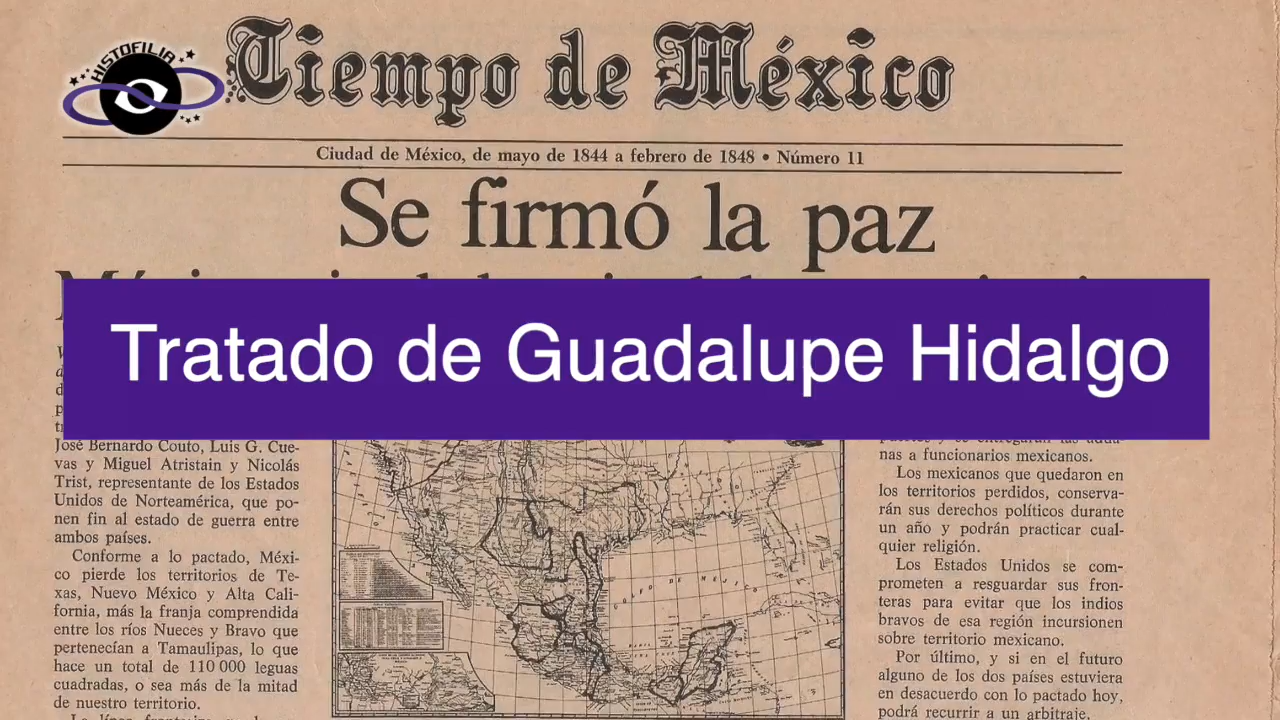 HISTOFILIA
Tiempo de México
Ciudad de México, de mayo de 1844 a febrero de 1848 • Número 11
Se firmó la paz
Tratado de Guadalupe Hidalgo
José Bernardo Couto, Luis G. Cue-
vas y Miguel Atristain y Nicolás
Trist, representante de los Estados
Unidos de Norteamérica, que po-
nen fin al estado de guerra entre
ambos países.
Conforme a lo pactado, Méxi-
co pierde los territorios de Te-
xas, Nuevo México y Alta Cali-
fornia, más la franja comprendida
entre los ríos Nueces y Bravo que
pertenecían a Tamaulipas, lo que
hace un total de 110 000 leguas
cuadradas, o sea más de la mitad
de nuestro territorio.
GOLFO DE MÉJICO
nas a funcionarios mexicanos.
Los mexicanos que quedaron en
los territorios perdidos, conserva-
rán sus derechos políticos durante
un año y podrán practicar cual-
quier religión.
Los Estados Unidos se com-
prometen a resguardar sus fron-
teras para evitar que los indios
bravos de esa región incursionen
sobre territorio mexicano.
Por último, y si en el futuro
alguno de los dos países estuviera
en desacuerdo con lo pactado hoy,
podrá recurrir a un arbitraje.